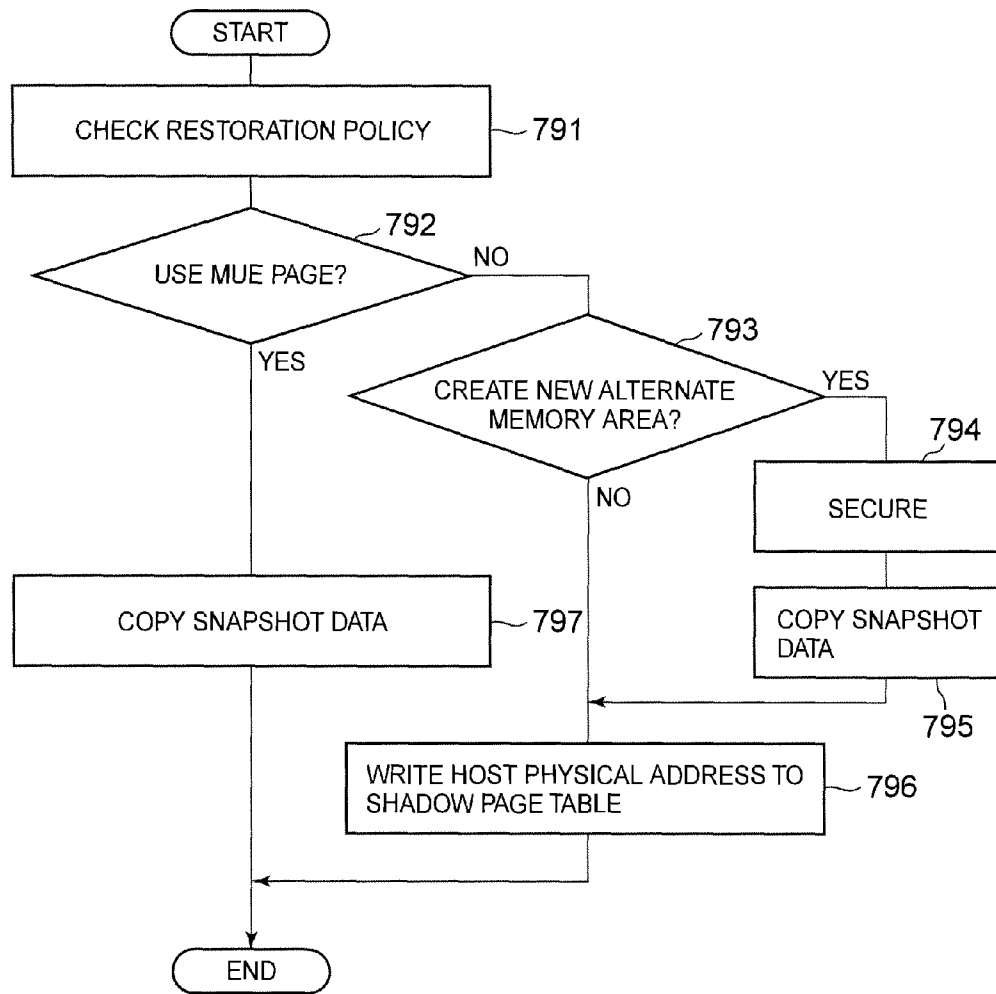 START
CHECK RESTORATION POLICY
791
792
USE MUE PAGE?
NO
YES
793
CREATE NEW ALTERNATE
MEMORY AREA?
YES
NO
794
SECURE
COPY SNAPSHOT DATA
797
COPY SNAPSHOT
DATA
795
WRITE HOST PHYSICAL ADDRESS TO
SHADOW PAGE TABLE
796
END